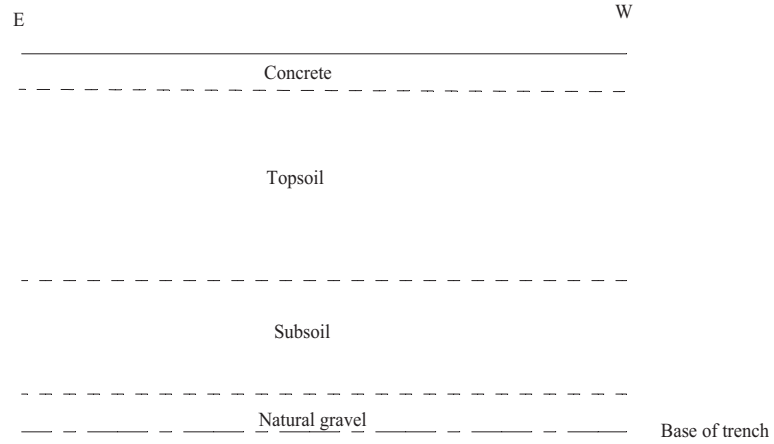 E
W
Concrete
Topsoil
Subsoil
Natural gravel
Base of trench